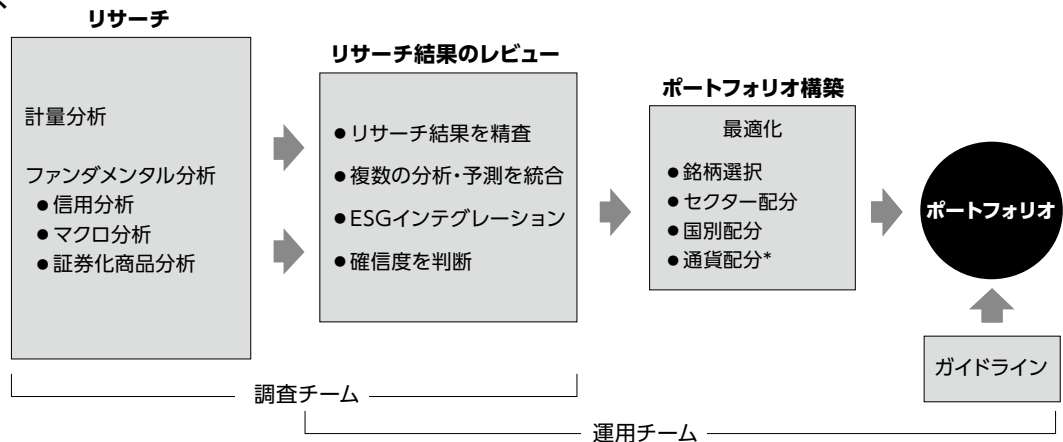 リサーチ
計量分析
ファンダメンタル分析
●信用分析
●マクロ分析
●証券化商品分析
リサーチ結果のレビュー
●リサーチ結果を精査
●複数の分析・予測を統合
●ESGインテグレーション
●確信度を判断
ポートフォリオ構築
最適化
●銘柄選択
●セクター配分
●国別配分
●通貨配分*
ポートフォリオ
ガイドライン
調査チーム
運用チーム